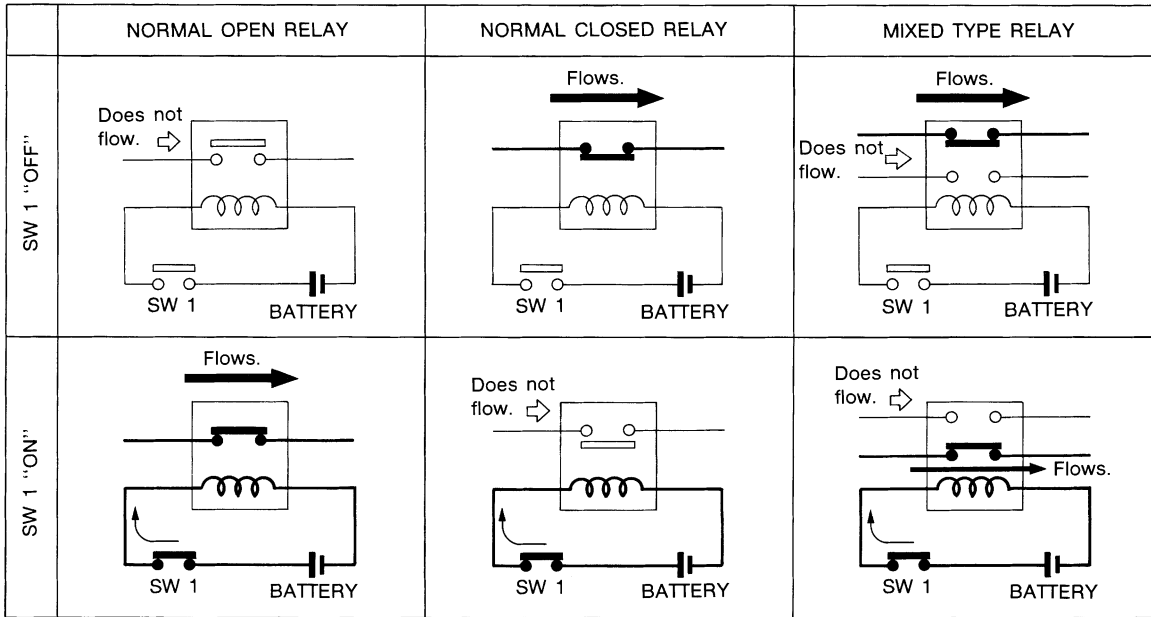 NORMAL OPEN RELAY
NORMAL CLOSED RELAY
MIXED TYPE RELAY
SW 1 "OFF"
Does not
flow.
SW 1
BATTERY
Flows.
SW 1
BATTERY
Flows.
Does not
flow.
SW 1
BATTERY
SW 1 "ON"
Flows.
SW 1
BATTERY
Does not
flow.
SW 1
BATTERY
Does not
flow.
Flows.
SW 1
BATTERY